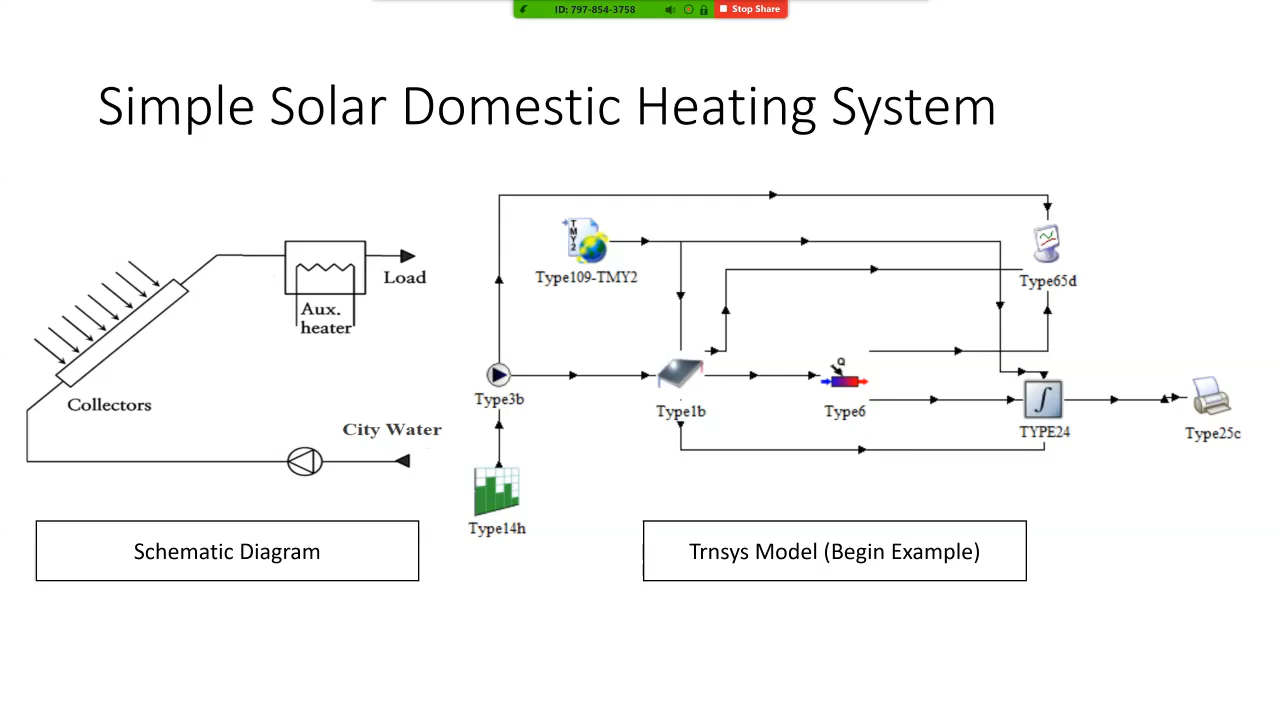 ID: 797-854-3758
Stop Share
Simple Solar Domestic Heating System
Load
Aux.
heater
Collectors
City Water
Schematic Diagram
T
M
Y
2
Type109-TMY2
Type65d
Type3b
Type1b
Q
Type6
TYPE24
Type25c
Type14h
Trnsys Model (Begin Example)